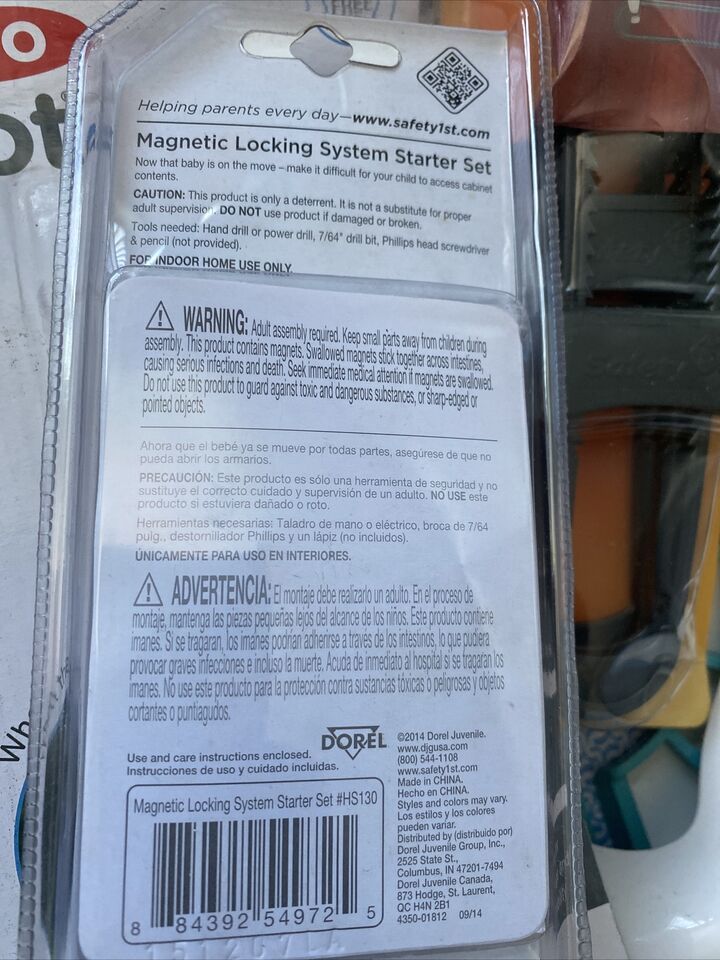 FREE
O
ot
Helping parents every day—www.safety1st.com
Magnetic Locking System Starter Set
Now that baby is on the move – make it difficult for your child to access cabinet
contents.
CAUTION: This product is only a deterrent. It is not a substitute for proper
adult supervision. DO NOT use product if damaged or broken.
Tools needed: Hand drill or power drill, 7/64" drill bit, Phillips head screwdriver
& pencil (not provided).
FOR INDOOR HOME USE ONLY.
WARNING: Adult assembly required. Keep small parts away from children during
assembly. This product contains magnets. Swallowed magnets stick together across intestines,
causing serious infections and death. Seek immediate medical attention if magnets are swallowed.
Do not use this product to guard against toxic and dangerous substances, or sharp-edged or
pointed objects.
Ahora que el bebé ya se mueve por todas partes, asegúrese de que no
pueda abrir los armarios.
PRECAUCIÓN: Este producto es sólo una herramienta de seguridad y no
sustituye el correcto cuidado y supervisión de un adulto. NO USE este
producto si estuviera dañado o roto.
Herramientas necesarias: Taladro de mano o eléctrico, broca de 7/64
pulg., destornillador Phillips y un lápiz (no incluidos).
ÚNICAMENTE PARA USO EN INTERIORES.
ADVERTENCIA: El montaje debe realizarlo un adulto. En el proceso de
montaje, mantenga las piezas pequeñas lejos del alcance de los niños. Este producto contiene
imanes. Si se tragaran, los imanes podrían adherirse a través de los intestinos, lo que pudiera
provocar graves infecciones e incluso la muerte. Acuda de inmediato al hospital si se tragaran los
imanes. No use este producto para la protección contra sustancias tóxicas o peligrosas y objetos
cortantes o puntiagudos.
Wh
Use and care instructions enclosed.
Instrucciones de uso y cuidado incluidas.
DOREL
©2014 Dorel Juvenile.
www.djgusa.com
(800) 544-1108
www.safety1st.com
Made in CHINA.
Hecho en CHINA.
Styles and colors may vary.
Los estilos y los colores
pueden variar.
Distributed by (distribuido por)
Dorel Juvenile Group, Inc.,
2525 State St.,
Columbus, IN 47201-7494
Dorel Juvenile Canada,
873 Hodge, St. Laurent,
QC H4N 2B1
4350-01812 09/14
Magnetic Locking System Starter Set #HS130
8 84392 54972 5